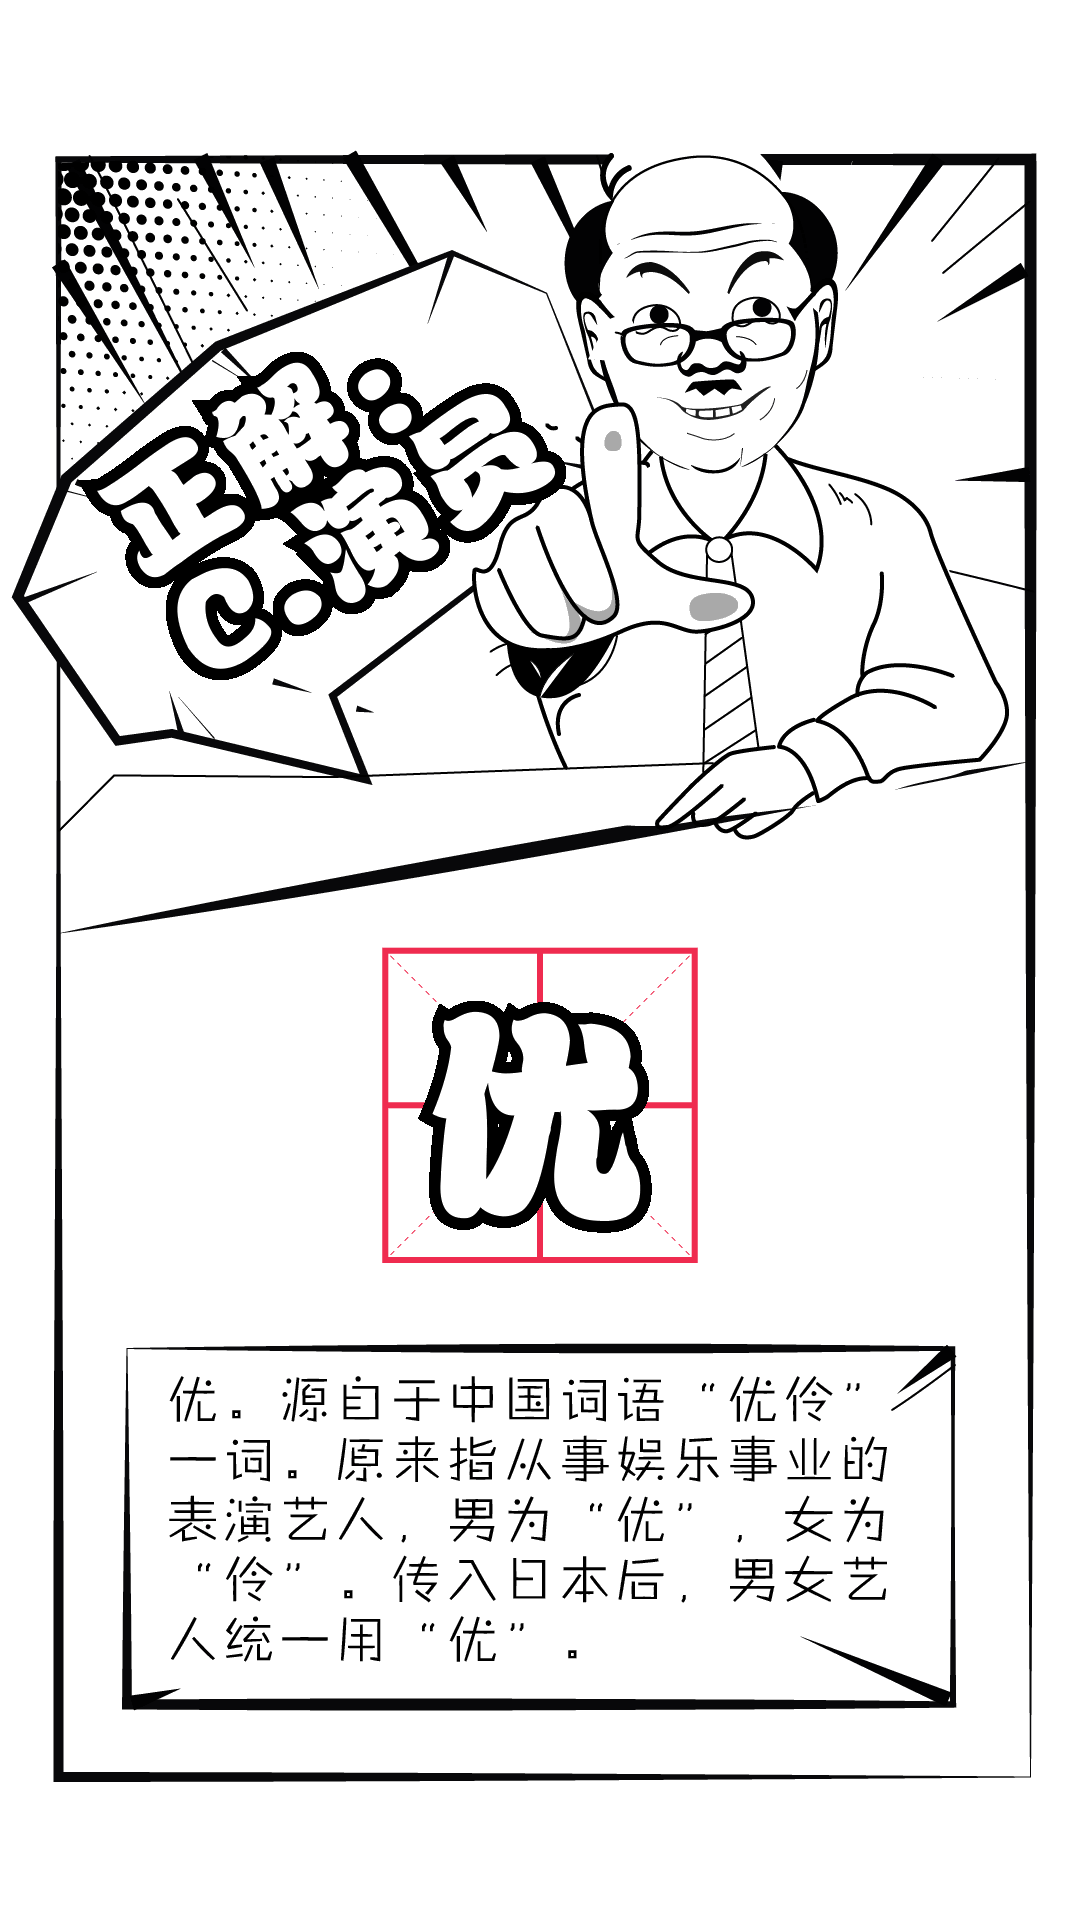 正解:
C.演员
优
优。源自于中国词语“优伶”
一词。原来指从事娱乐事业的
表演艺人,男为“优”,女为
“伶”。传入日本后,男女艺
人统一用“优”。